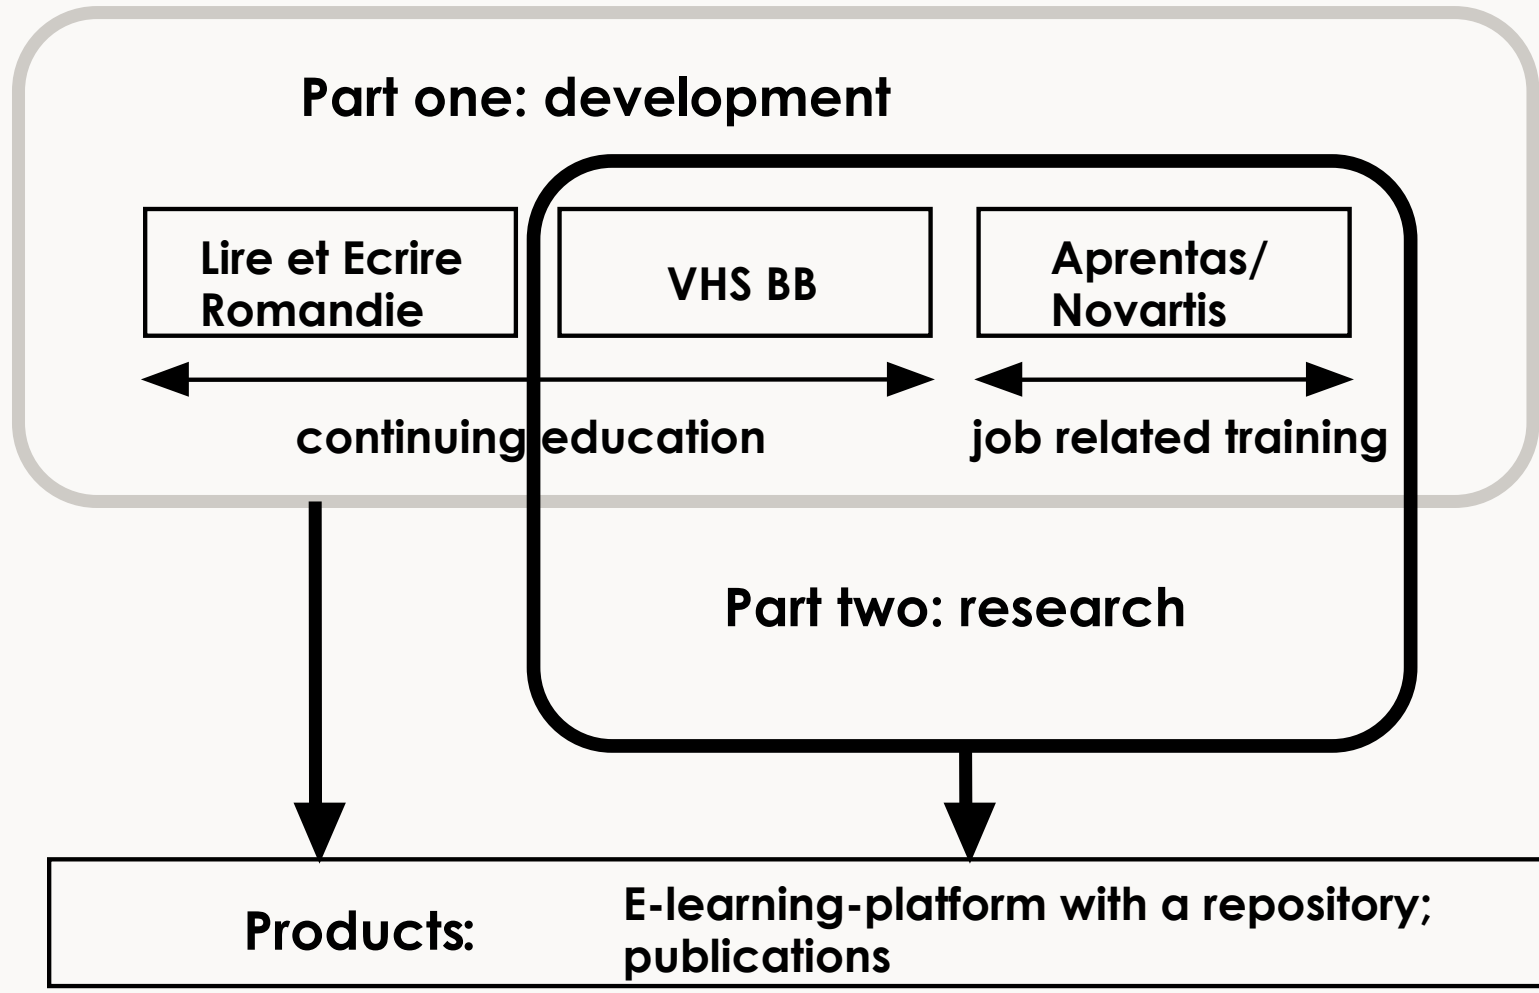 Part one: development
Lire et Ecrire
Romandie
VHS BB
Aprentas/
Novartis
continuing education
job related training
Part two: research
Products:
E-learning-platform with a repository;
publications